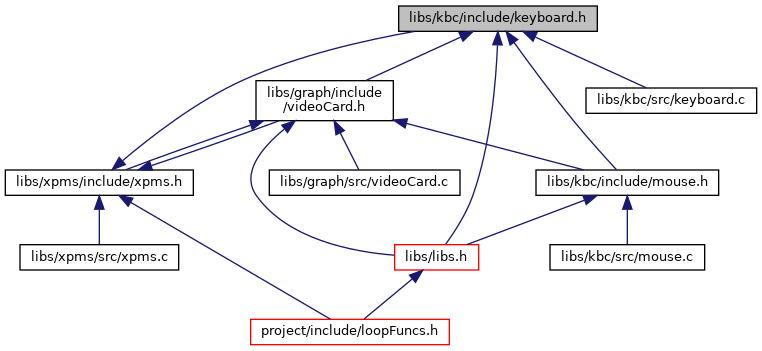 libs/kbc/include/keyboard.h
libs/graph/include
/videoCard.h
libs/kbc/src/keyboard.c
libs/xpms/include/xpms.h
libs/graph/src/videoCard.c
libs/kbc/include/mouse.h
libs/xpms/src/xpms.c
libs/libs.h
libs/kbc/src/mouse.c
project/include/loopFuncs.h